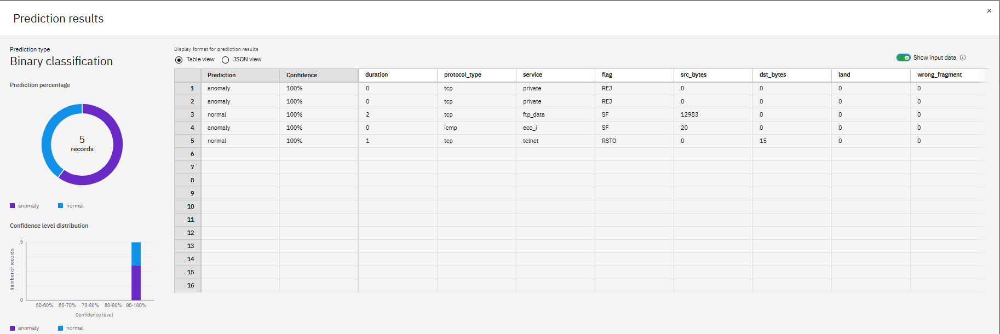 Prediction results
×
Prediction type
Binary classification
Prediction percentage
5
records
anomaly normal
Confidence level distribution
Number of records
5
0
50-60% 60-70% 70-80% 80-90% 90-100%
Confidence level
anomaly normal
Display format for prediction results
Table view JSON view
Show input data
Prediction Confidence duration protocol_type service flag src_bytes dst_bytes land wrong_fragment
1 anomaly 100% 0 tcp private REJ 0 0 0 0
2 anomaly 100% 0 tcp private REJ 0 0 0 0
3 normal 100% 2 tcp ftp_data SF 12983 0 0 0
4 anomaly 100% 0 icmp eco_i SF 20 0 0 0
5 normal 100% 1 tcp telnet RSTO 0 15 0 0
6
7
8
9
10
11
12
13
14
15
16